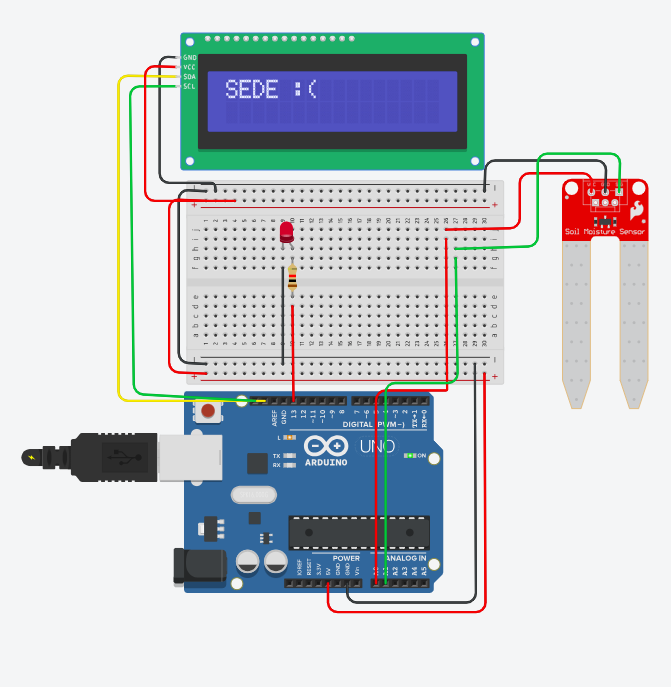 SEDE :(
GND
VCC
SDA
SCL
Soil Moisture Sensor
AREF
GND
13
12
~11
~10
~9
8
7
~6
~5
4
~3
2
TX→1
RX←0
DIGITAL (PWM~)
L
TX
RX
ARDUINO
UNO
ON
POWER
ANALOG IN
IOREF
RESET
3.3V
5V
GND
GND
Vin
A0
A1
A2
A3
A4
A5